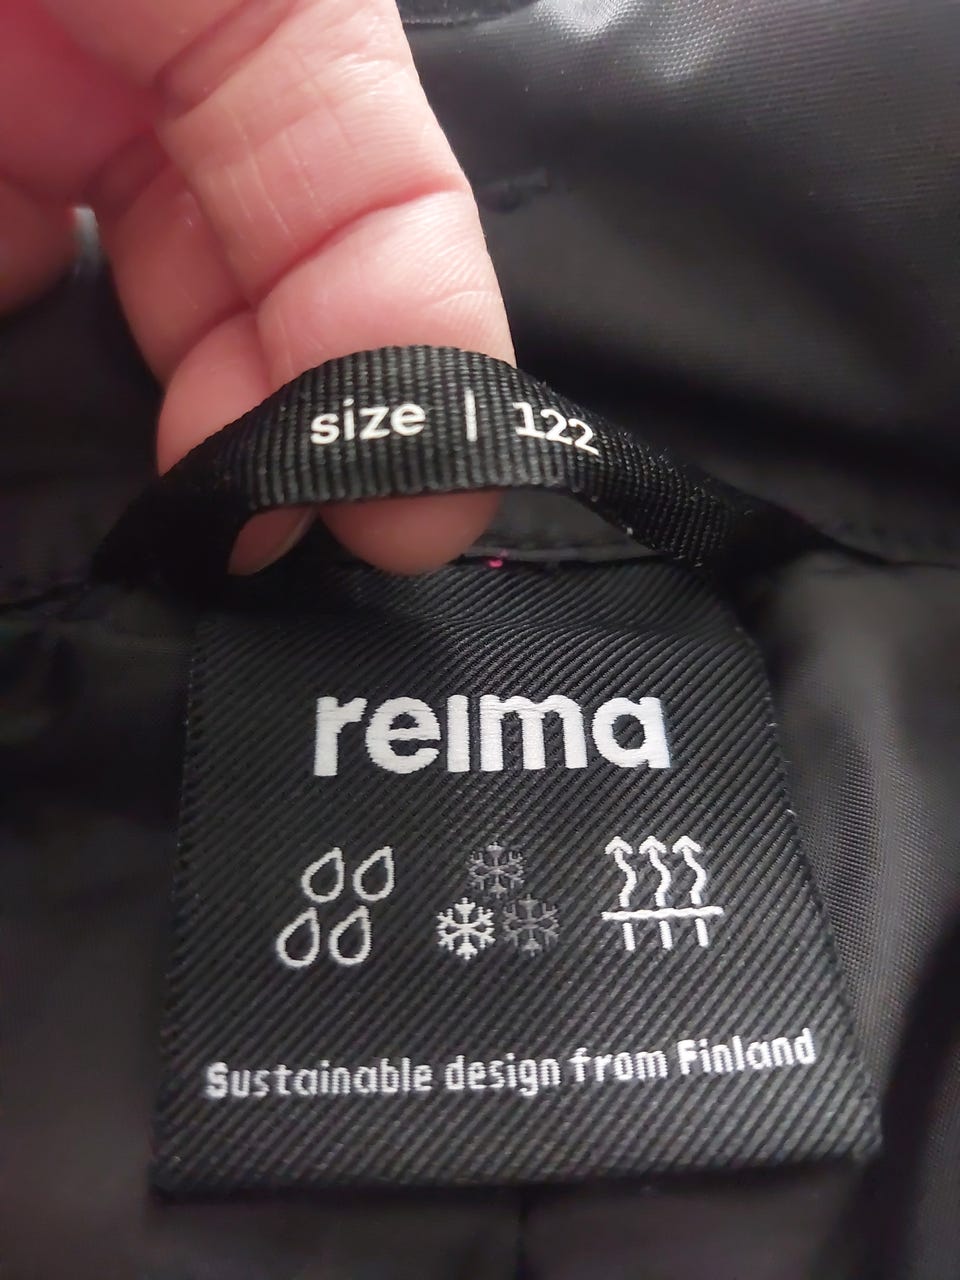 size | 122
reima
Sustainable design from Finland